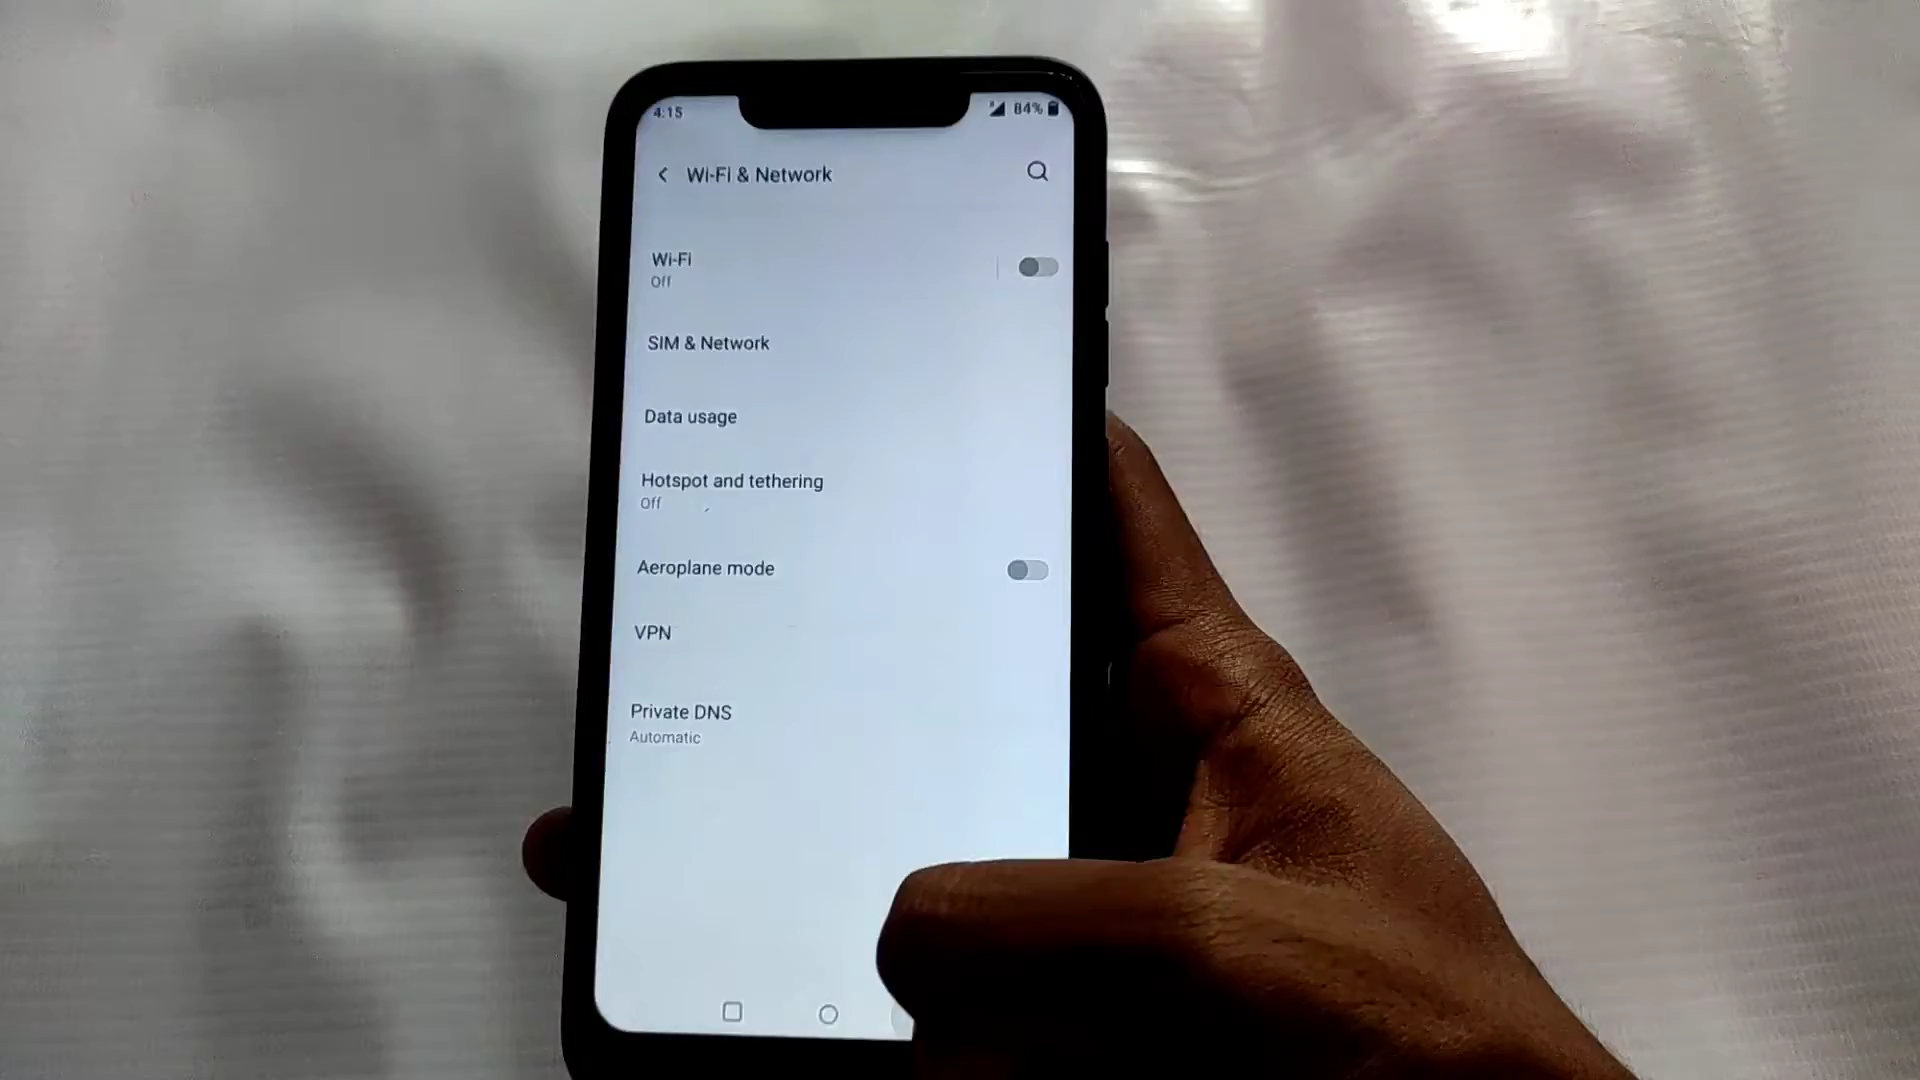 4:15
84%
Wi-Fi & Network
Wi-Fi
Off
SIM & Network
Data usage
Hotspot and tethering
Off
Aeroplane mode
VPN
Private DNS
Automatic